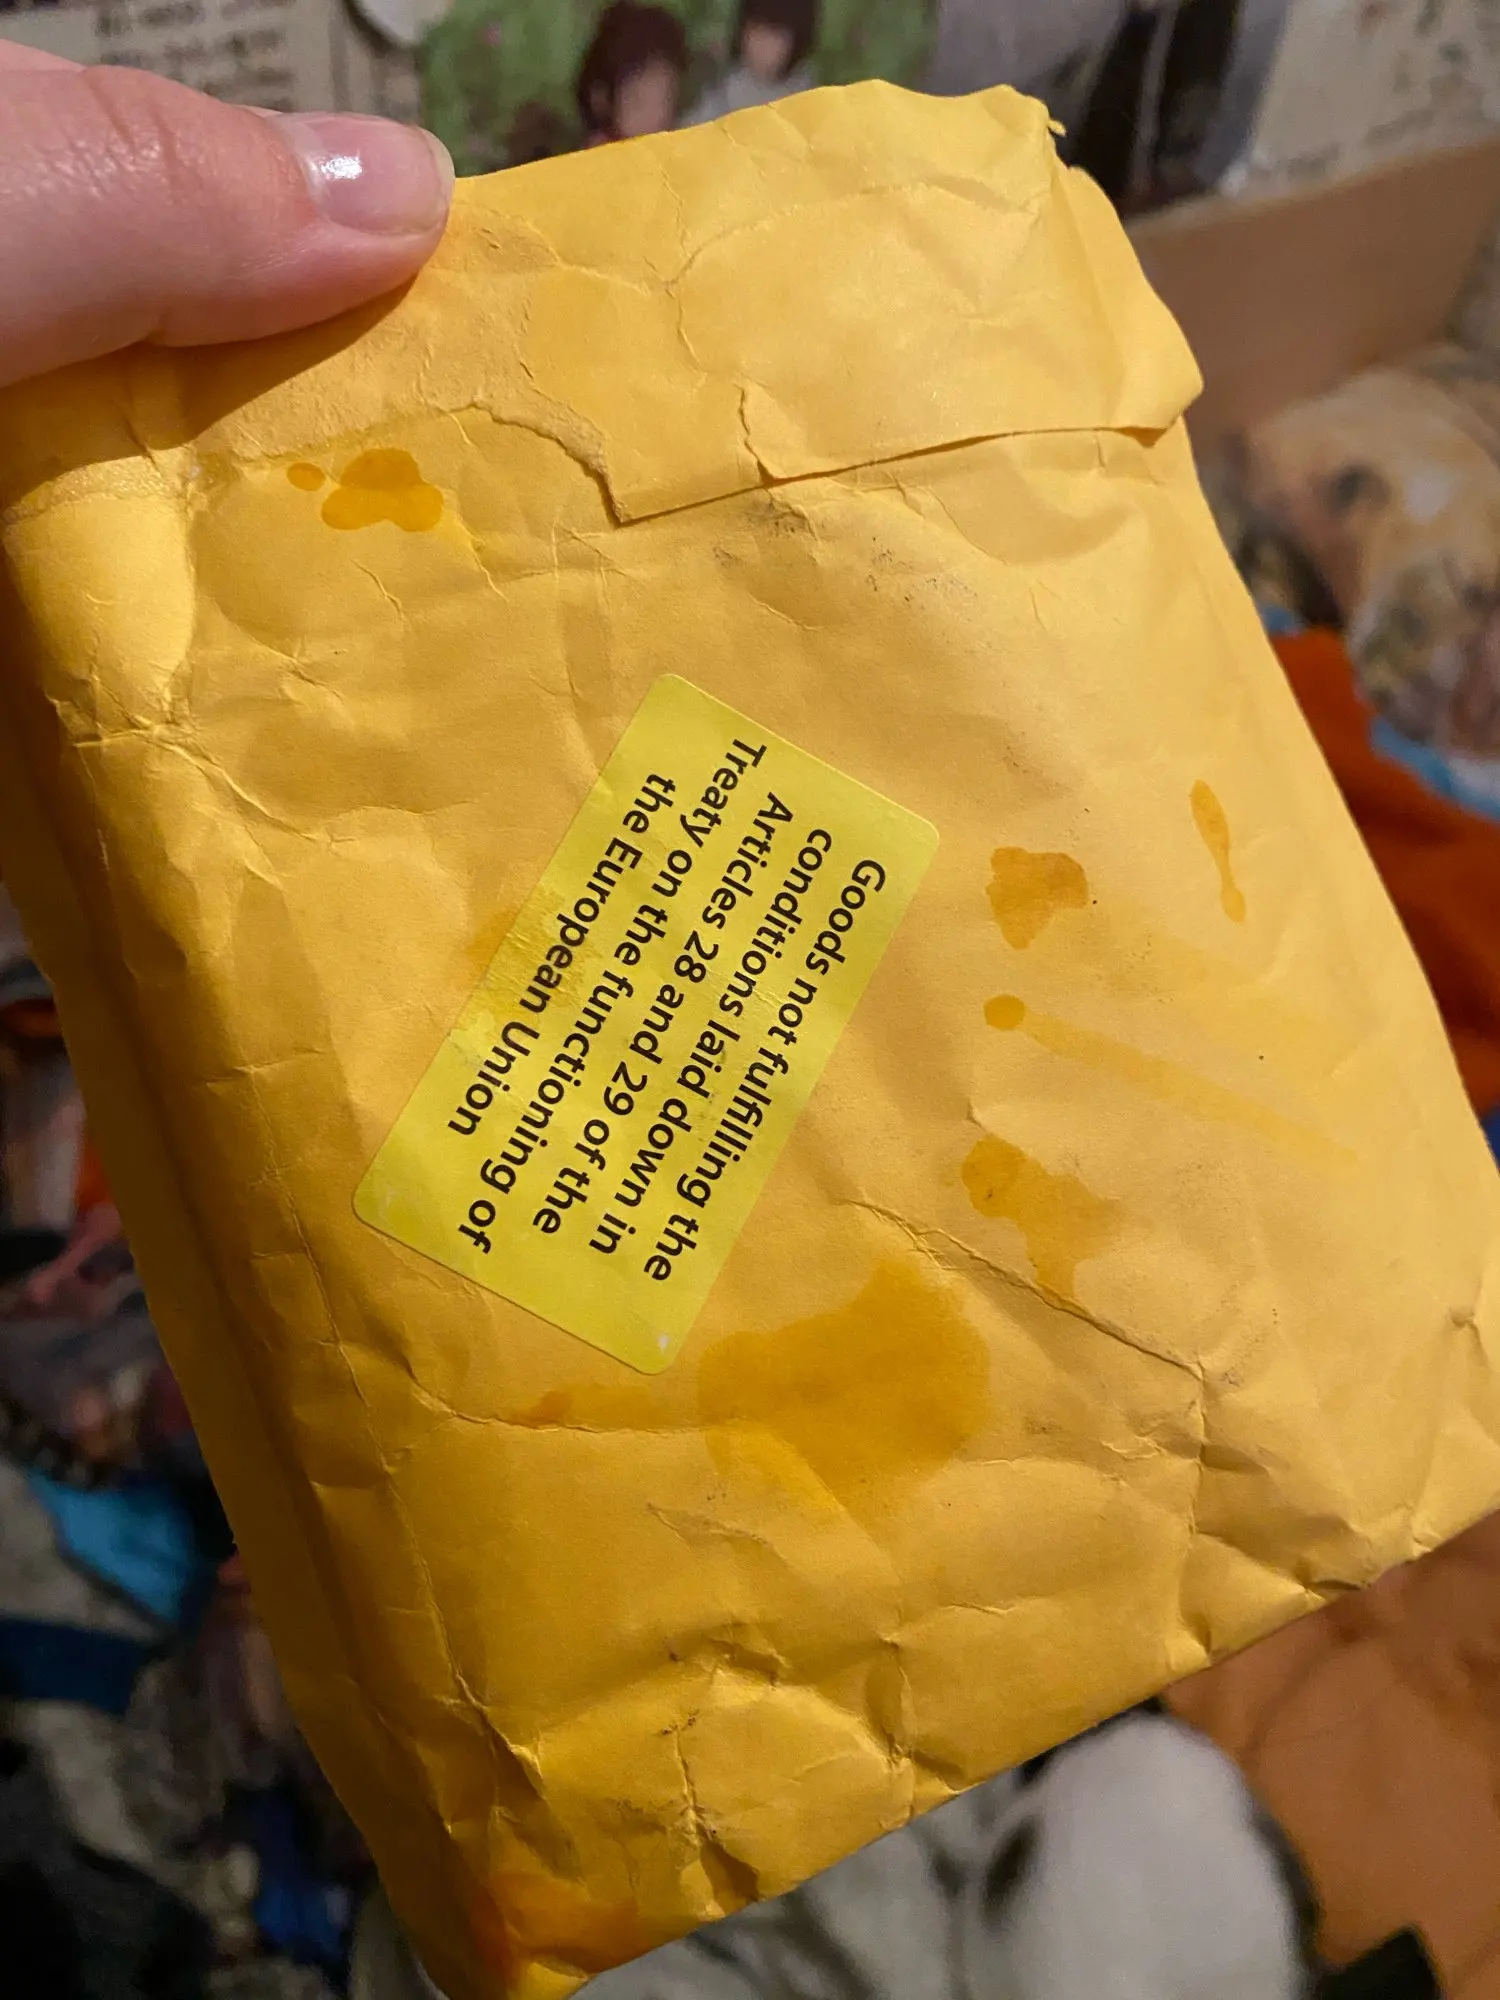 Goods not fulfilling the
conditions laid down in
Articles 28 and 29 of the
Treaty on the functioning of
the European Union